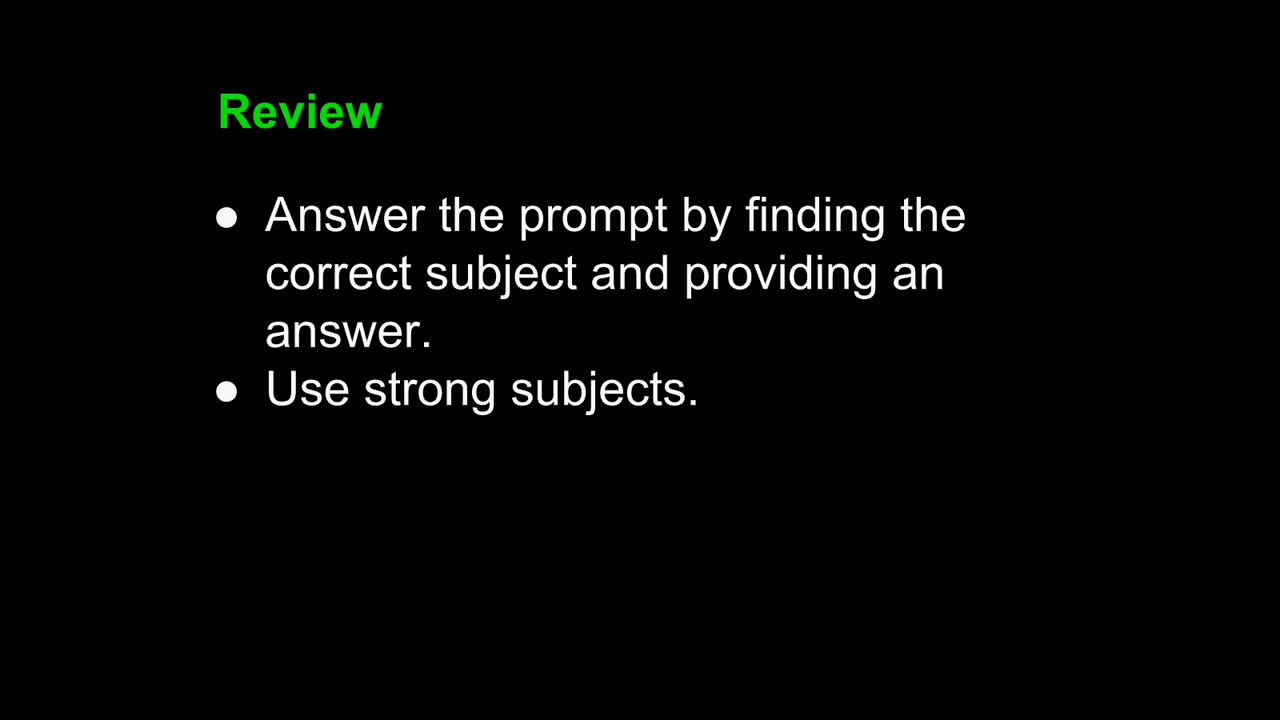 Review
● Answer the prompt by finding the
correct subject and providing an
answer.
● Use strong subjects.